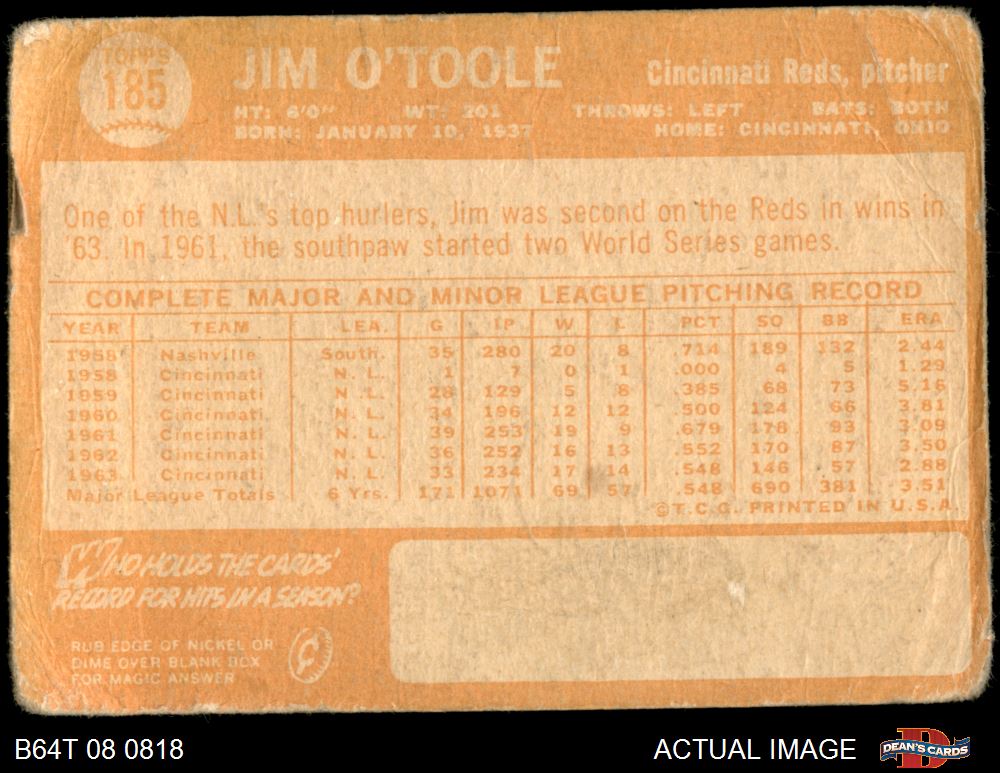 TOPPS
185
JIM O'TOOLE
Cincinnati Reds, pitcher
HT: 6'0" WT: 201 THROWS: LEFT BATS: BOTH
BORN: JANUARY 10, 1937 HOME: CINCINNATI, OHIO
One of the N.L.'s top hurlers, Jim was second on the Reds in wins in
'63. In 1961, the southpaw started two World Series games.
COMPLETE MAJOR AND MINOR LEAGUE PITCHING RECORD
YEAR TEAM LEA. G IP W L PCT SO BB ERA
1958 Nashville South. 35 280 20 8 .714 189 132 2.44
1958 Cincinnati N. L. 1 7 0 1 .000 4 5 1.29
1959 Cincinnati N .L. 28 129 5 8 .385 68 73 5.16
1960 Cincinnati N. L. 34 196 12 12 .500 124 66 3.81
1961 Cincinnati N. L. 39 253 19 9 .679 178 93 3.09
1962 Cincinnati N. L. 36 252 16 13 .552 170 87 3.50
1963 Cincinnati N. L. 33 234 17 14 .548 146 57 2.88
Major League Totals 6 Yrs. 171 1071 69 57 .548 690 381 3.51
©T.C.G. PRINTED IN U.S.A.
WHO HOLDS THE CARDS'
RECORD FOR HITS IN A SEASON?
RUB EDGE OF NICKEL OR
DIME OVER BLANK BOX
FOR MAGIC ANSWER
¢
B64T 08 0818
ACTUAL IMAGE
D
DEAN'S CARDS